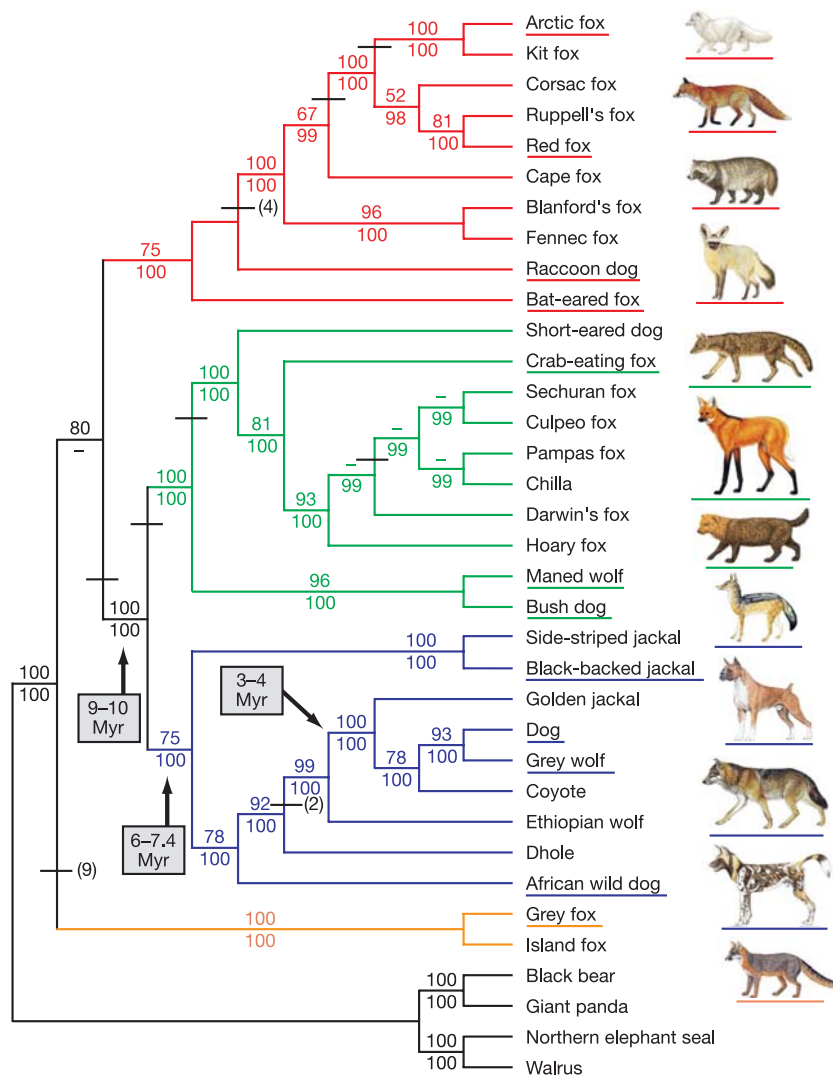 100
100
Arctic fox
Kit fox
100
100
52
98
Corsac fox
81
100
Ruppell's fox
Red fox
67
99
Cape fox
100
100
(4)
96
100
Blanford's fox
Fennec fox
75
100
Raccoon dog
Bat-eared fox
Short-eared dog
100
100
Crab-eating fox
81
100
–
99
Sechuran fox
Culpeo fox
–
99
–
99
Pampas fox
Chilla
–
99
Darwin's fox
93
100
Hoary fox
80
–
100
100
96
100
Maned wolf
Bush dog
100
100
100
100
Side-striped jackal
Black-backed jackal
100
100
9–10
Myr
3–4
Myr
Golden jackal
100
100
93
100
Dog
Grey wolf
78
100
Coyote
75
100
99
100
(2)
Ethiopian wolf
92
100
Dhole
6–7.4
Myr
78
100
African wild dog
(9)
100
100
Grey fox
Island fox
100
100
Black bear
Giant panda
100
100
Northern elephant seal
Walrus